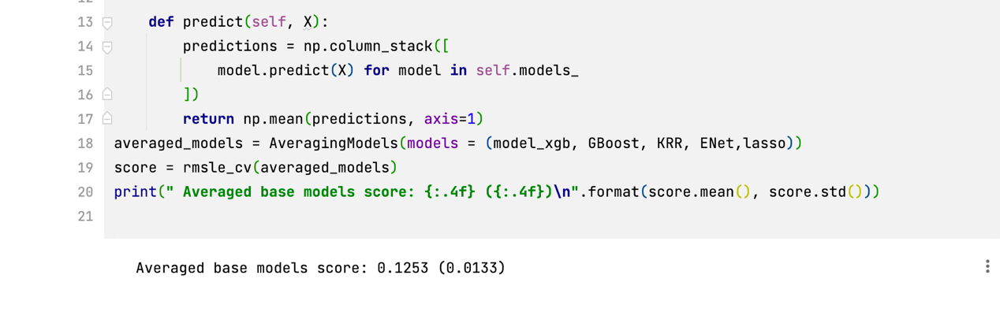 13 def predict(self, X):
14 predictions = np.column_stack([
15 model.predict(X) for model in self.models_
16 ])
17 return np.mean(predictions, axis=1)
18 averaged_models = AveragingModels(models = (model_xgb, GBoost, KRR, ENet,lasso))
19 score = rmsle_cv(averaged_models)
20 print(" Averaged base models score: {:.4f} ({:.4f})\n".format(score.mean(), score.std()))
21
Averaged base models score: 0.1253 (0.0133)